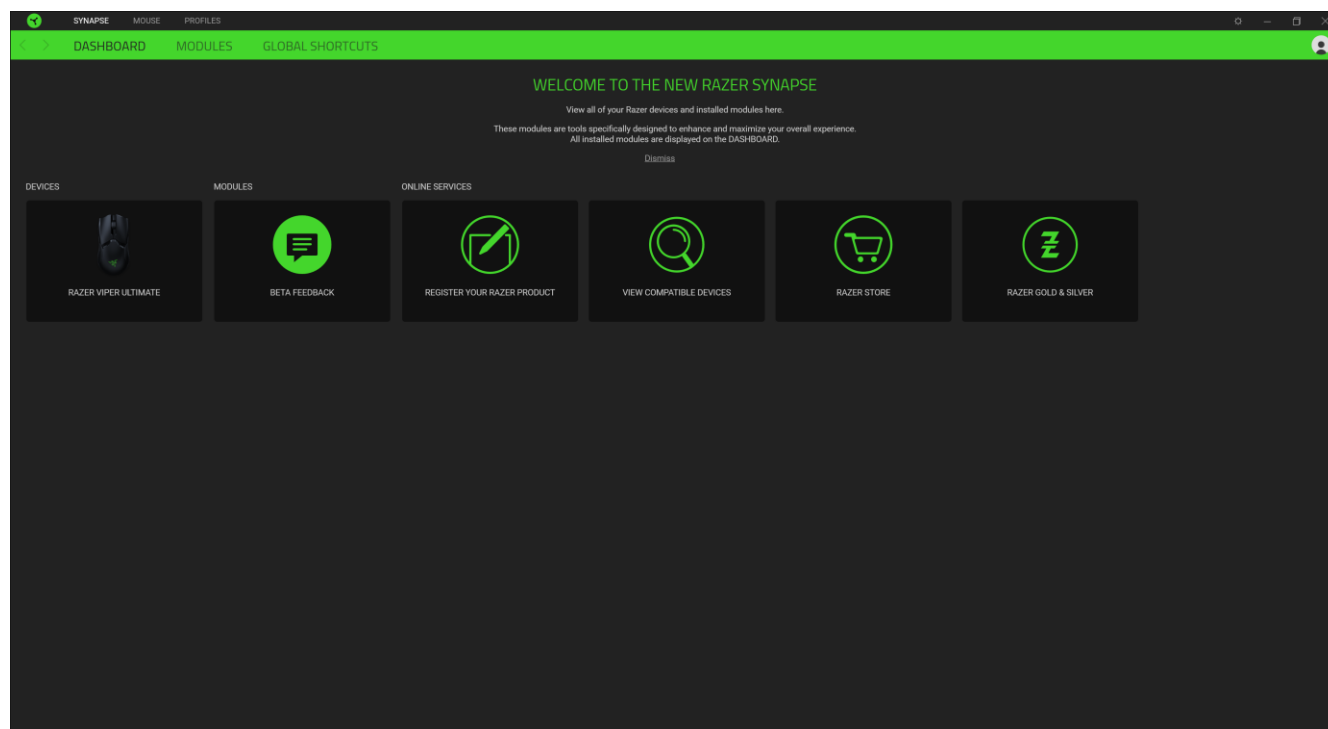 SYNAPSE MOUSE PROFILES
DASHBOARD MODULES GLOBAL SHORTCUTS
WELCOME TO THE NEW RAZER SYNAPSE
View all of your Razer devices and installed modules here.
These modules are tools specifically designed to enhance and maximize your overall experience.
All installed modules are displayed on the DASHBOARD.
Dismiss
DEVICES MODULES ONLINE SERVICES
RAZER VIPER ULTIMATE BETA FEEDBACK REGISTER YOUR RAZER PRODUCT VIEW COMPATIBLE DEVICES RAZER STORE RAZER GOLD & SILVER